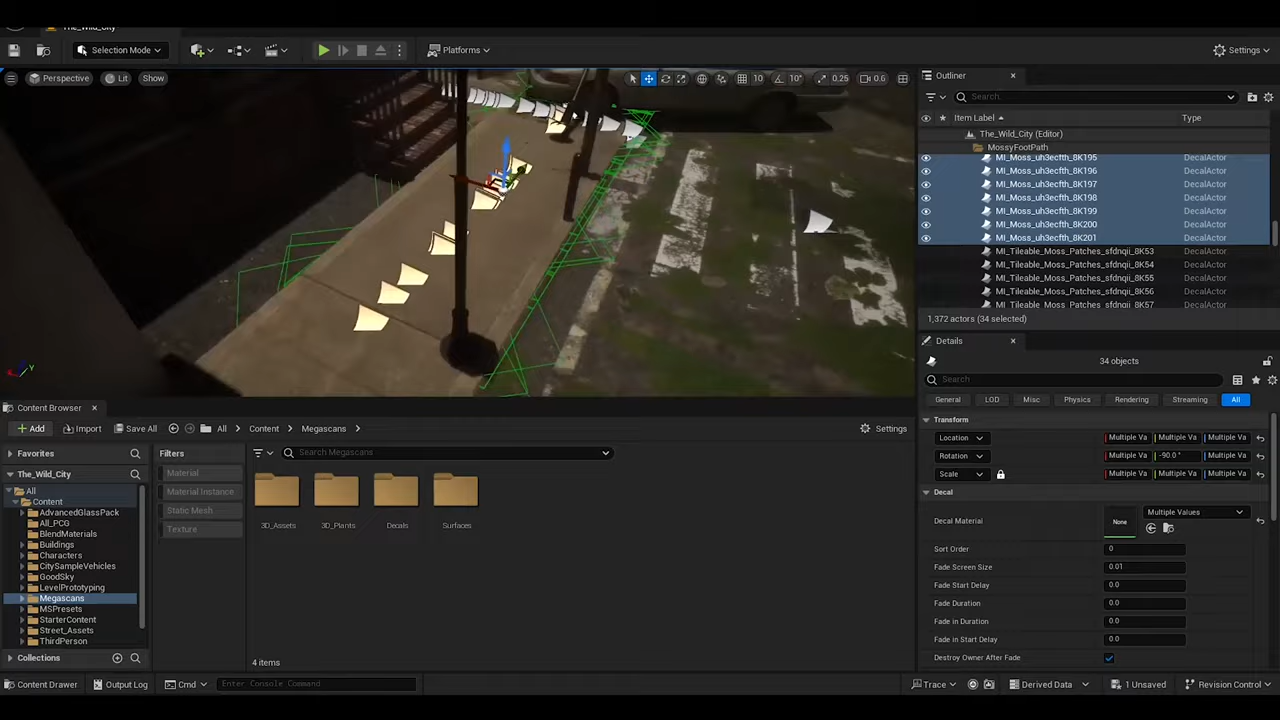 The_Wild_City
Selection Mode
Platforms
Settings
Perspective
Lit
Show
10
10°
0.25
0.6
Outliner
Search...
Item Label
Type
The_Wild_City (Editor)
MossyFootPath
MI_Moss_uh3ecfth_8K195 DecalActor
MI_Moss_uh3ecfth_8K196 DecalActor
MI_Moss_uh3ecfth_8K197 DecalActor
MI_Moss_uh3ecfth_8K198 DecalActor
MI_Moss_uh3ecfth_8K199 DecalActor
MI_Moss_uh3ecfth_8K200 DecalActor
MI_Moss_uh3ecfth_8K201 DecalActor
MI_Tileable_Moss_Patches_sfdnqii_8K53 DecalActor
MI_Tileable_Moss_Patches_sfdnqii_8K54 DecalActor
MI_Tileable_Moss_Patches_sfdnqii_8K55 DecalActor
MI_Tileable_Moss_Patches_sfdnqii_8K56 DecalActor
MI_Tileable_Moss_Patches_sfdnqii_8K57 DecalActor
1,372 actors (34 selected)
Details
34 objects
Search
General LOD Misc Physics Rendering Streaming All
Transform
Location Multiple Va Multiple Va Multiple Va
Rotation Multiple Va -90.0 ° Multiple Va
Scale Multiple Va Multiple Va Multiple Va
Decal
Decal Material None Multiple Values
Sort Order 0
Fade Screen Size 0.01
Fade Start Delay 0.0
Fade Duration 0.0
Fade in Duration 0.0
Fade in Start Delay 0.0
Destroy Owner After Fade
Content Browser
Add
Import
Save All
All
Content
Megascans
Settings
Favorites
The_Wild_City
All
Content
AdvancedGlassPack
All_PCG
BlendMaterials
Buildings
Characters
CitySampleVehicles
GoodSky
LevelPrototyping
Megascans
MSPresets
StarterContent
Street_Assets
ThirdPerson
Collections
Filters
Material
Material Instance
Static Mesh
Texture
Search Megascans
3D_Assets
3D_Plants
Decals
Surfaces
4 items
Content Drawer
Output Log
Cmd
Enter Console Command
Trace
Derived Data
1 Unsaved
Revision Control